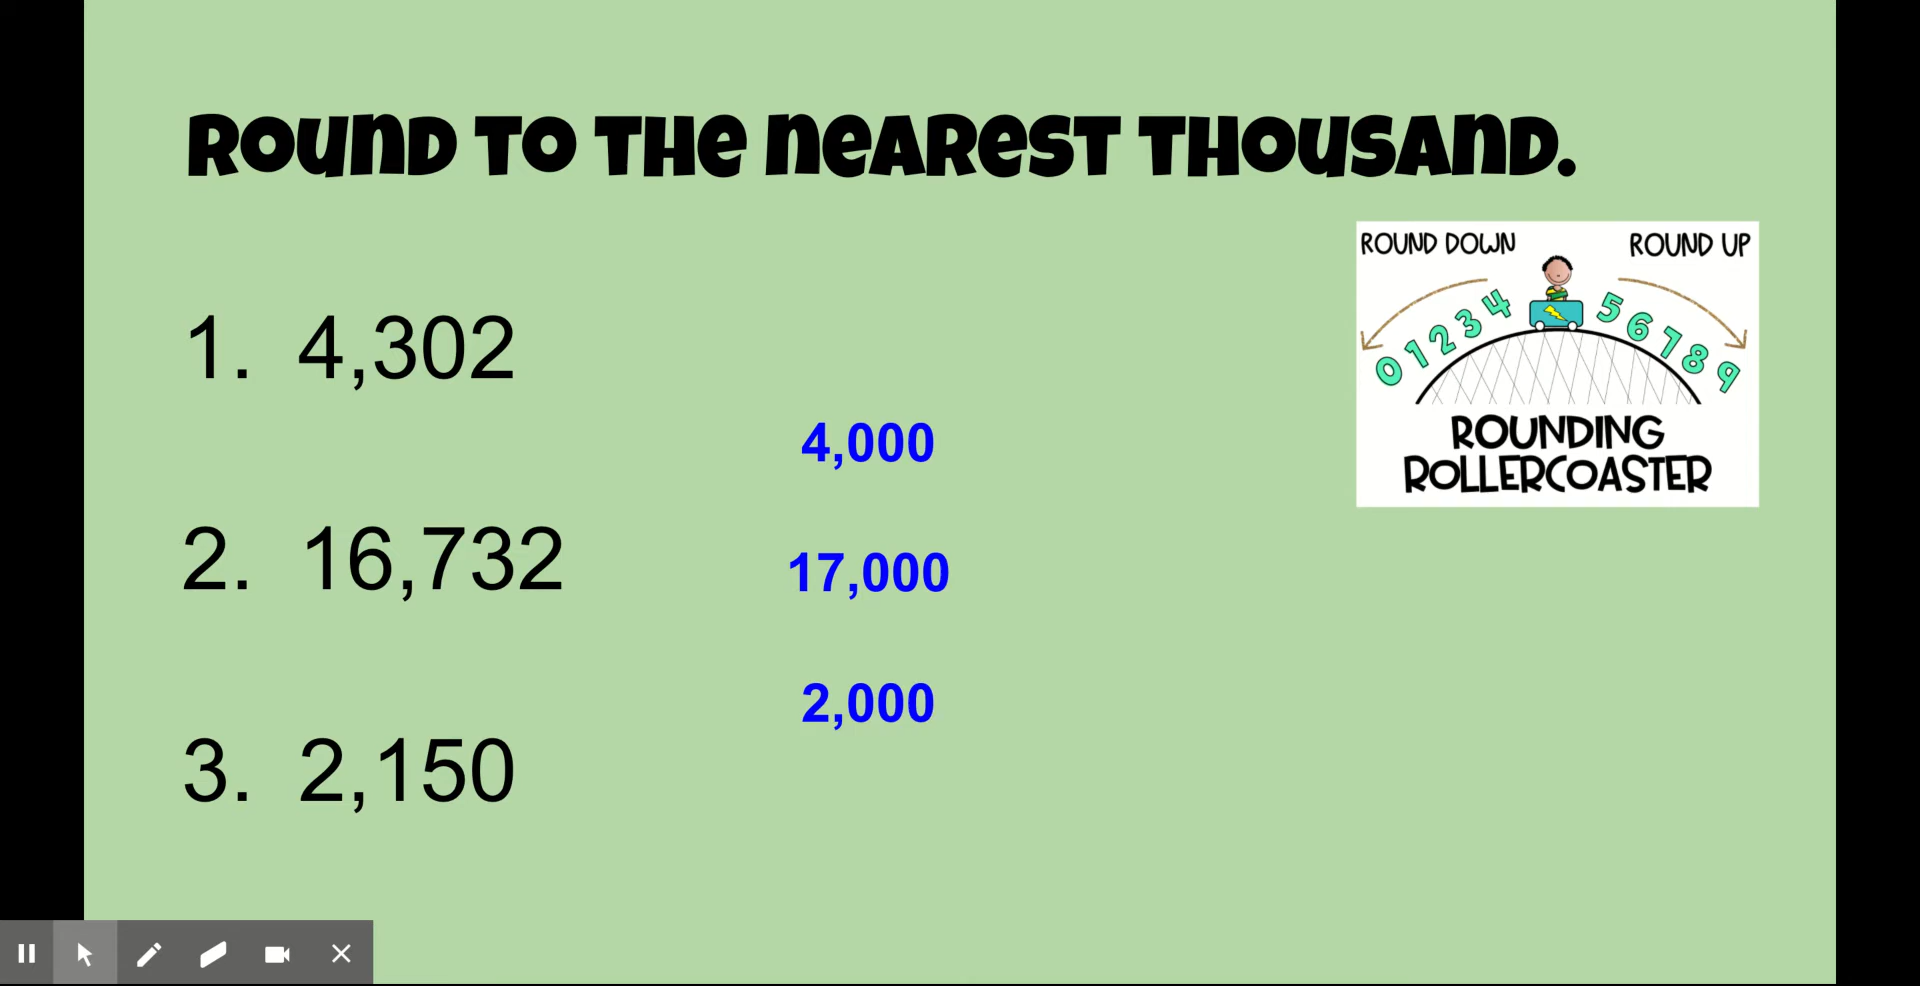 Round to the nearest thousand.
ROUND DOWN
ROUND UP
0 1 2 3 4
5 6 7 8 9
ROUNDING
ROLLERCOASTER
1. 4,302
4,000
2. 16,732
17,000
2,000
3. 2,150